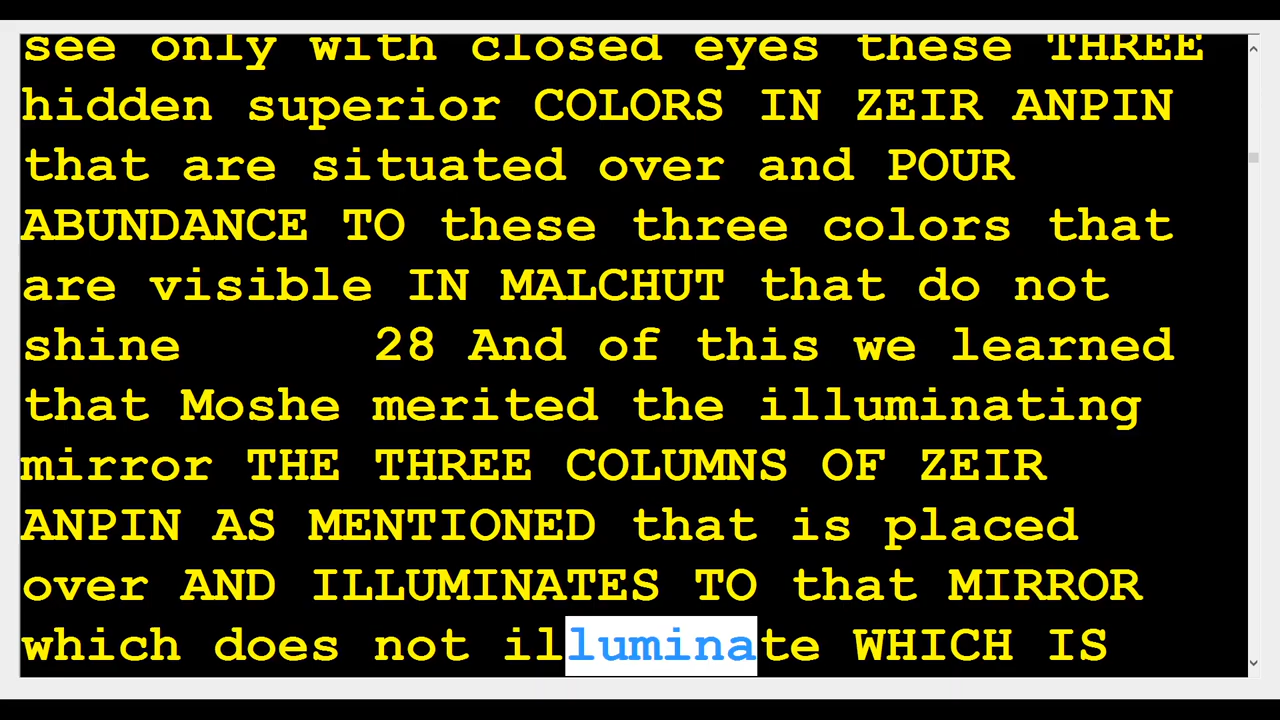 see only with closed eyes these THREE
hidden superior COLORS IN ZEIR ANPIN
that are situated over and POUR
ABUNDANCE TO these three colors that
are visible IN MALCHUT that do not
shine 28 And of this we learned
that Moshe merited the illuminating
mirror THE THREE COLUMNS OF ZEIR
ANPIN AS MENTIONED that is placed
over AND ILLUMINATES TO that MIRROR
which does not illuminate WHICH IS